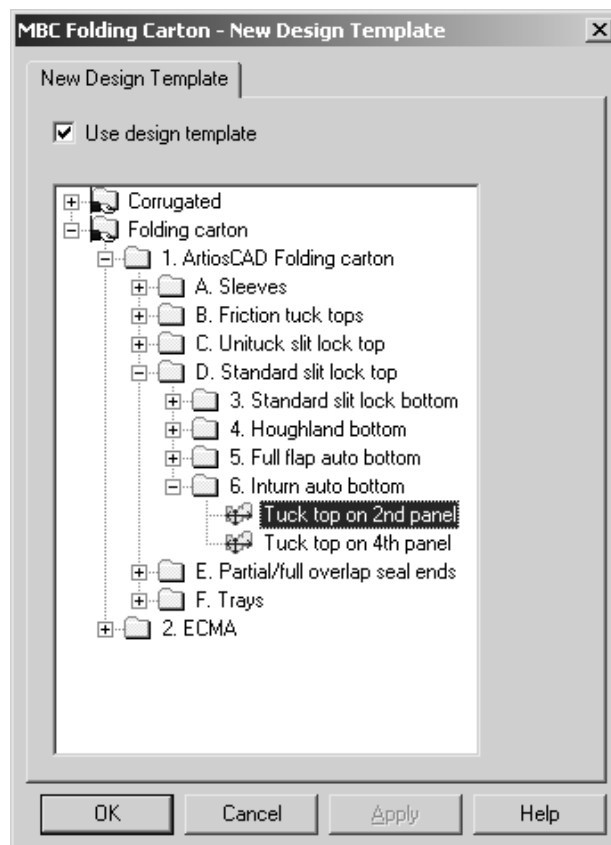 MBC Folding Carton - New Design Template
New Design Template
Use design template
Corrugated
Folding carton
1. ArtiosCAD Folding carton
A. Sleeves
B. Friction tuck tops
C. Unituck slit lock top
D. Standard slit lock top
3. Standard slit lock bottom
4. Houghland bottom
5. Full flap auto bottom
6. Inturn auto bottom
Tuck top on 2nd panel
Tuck top on 4th panel
E. Partial/full overlap seal ends
F. Trays
2. ECMA
OK Cancel Apply Help